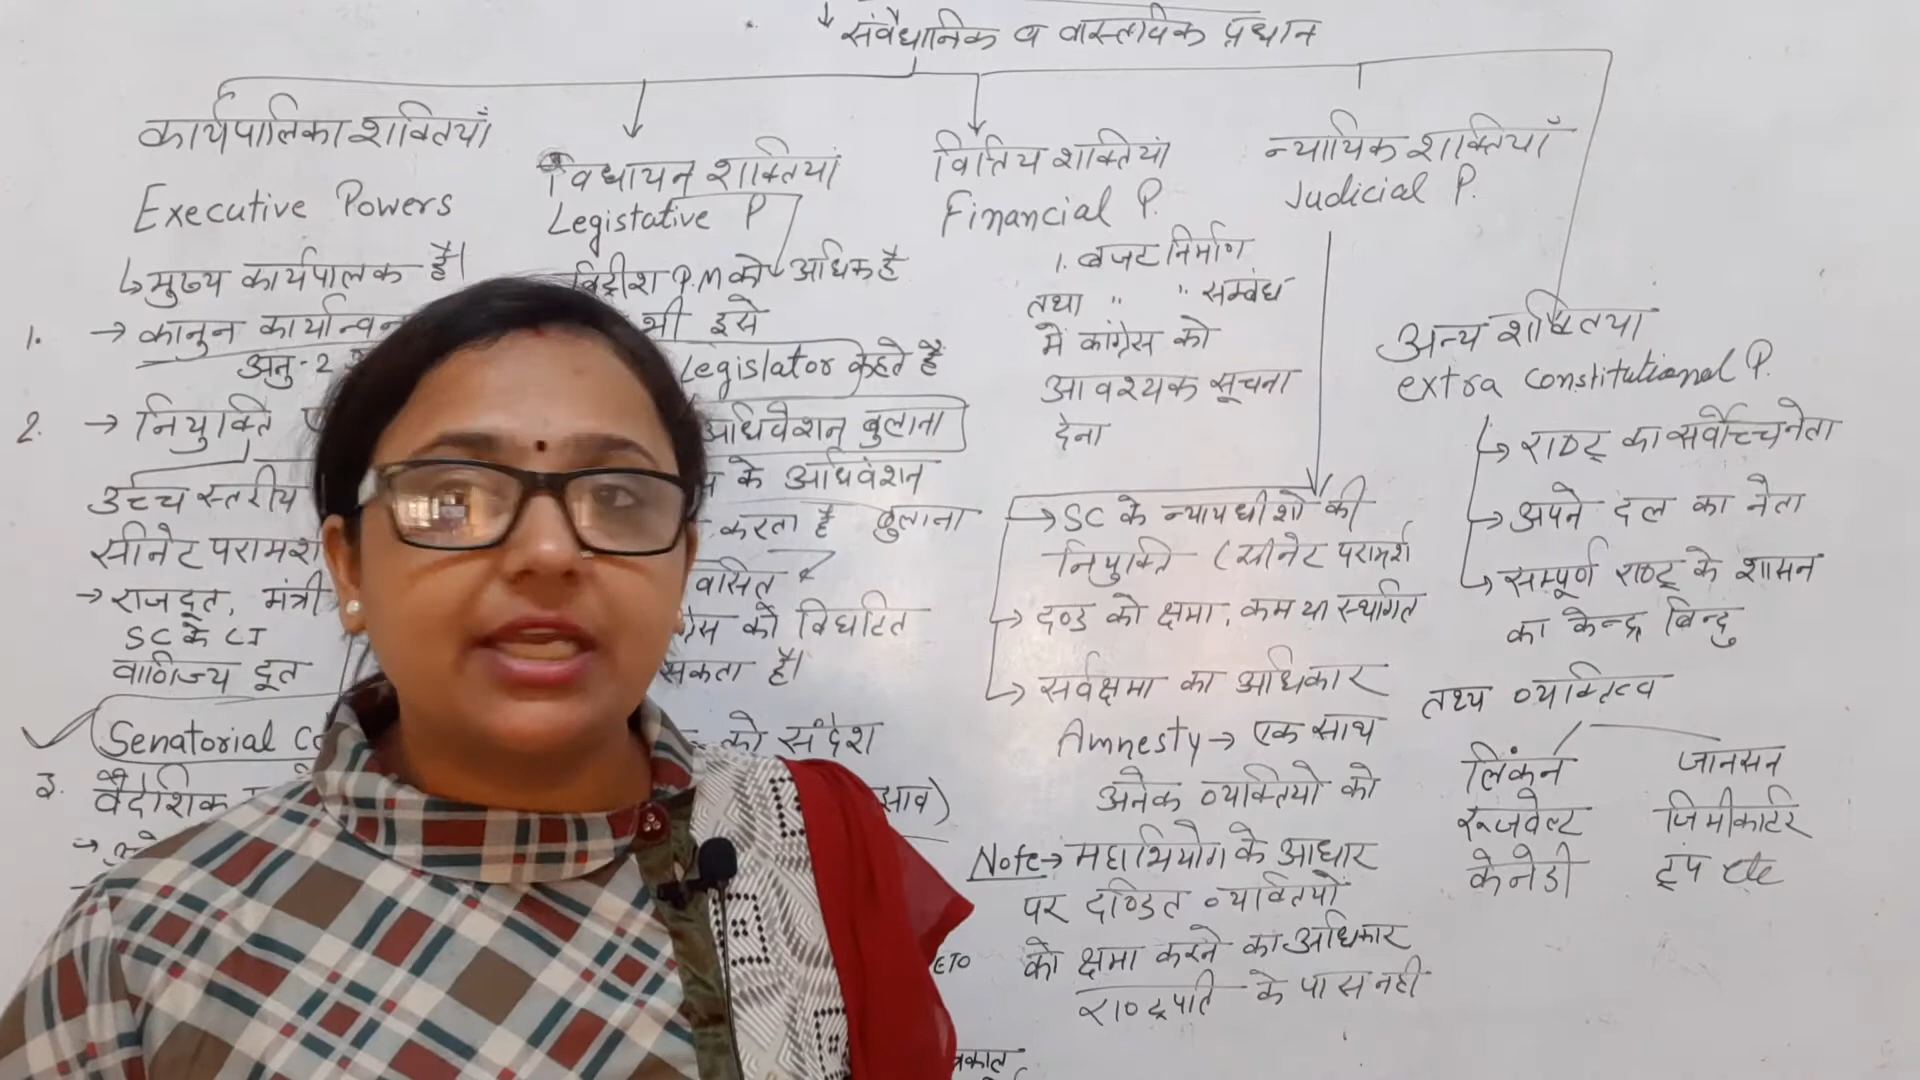 संवैधानिक व वास्तविक प्रधान
कार्यपालिका शक्तियाँ
Executive Powers
↳ मुख्य कार्यपालक है।
1. → कानून कार्यान्वन
अनु-2
2. → नियुक्ति
उच्च स्तरीय
सीनेट परामर्श
→ राजदूत, मंत्री
SC के CJ
वाणिज्य दूत
Senatorial
3. वैदेशिक
विधायन शक्तियां
Legistative P
ब्रिट्रीश P.M को अधिक है
भी इसे
Legislator कहते हैं
अधिवेशन बुलाना
के अधिवेशन
करता है बुलाना
को विघटित
सकता है।
को संदेश
वित्तिय शक्तियां
Financial P.
1. बजट निर्माण
तथा " " सम्बंध
में कांग्रेस को
आवश्यक सूचना
देना
न्यायिक शक्तियाँ
Judicial P.
→ SC के न्यायधीशों की
नियुक्ति (सीनेट परामर्श
→ दण्ड को क्षमा, कम या स्थगित
→ सर्वक्षमा का अधिकार
Amnesty → एक साथ
अनेक व्यक्तियों को
Note → महाभियोग के आधार
पर दण्डित व्यक्तियों
को क्षमा करने का अधिकार
राष्ट्रपति के पास नही
अन्य शक्तियां
extra constitutional P.
↳ राष्ट्र का सर्वोच्च नेता
→ अपने दल का नेता
↳ सम्पूर्ण राष्ट्र के शासन
का केन्द्र बिन्दु
तथ्य व्यक्तित्व
लिंकन जानसन
रूजवेल्ट जिमीकार्टर
केनेडी ट्रंप etc